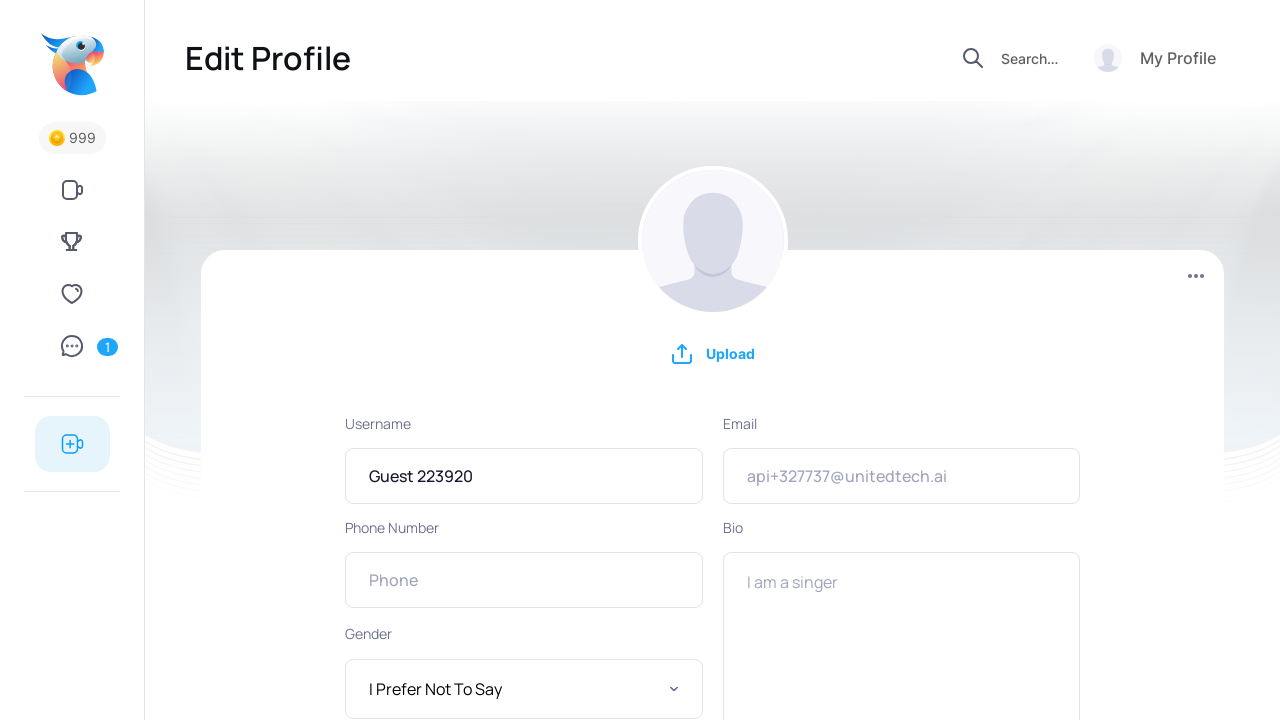 Edit Profile
Search...
My Profile
999
1
Upload
Username
Email
Guest 223920
api+327737@unitedtech.ai
Phone Number
Bio
Phone
I am a singer
Gender
I Prefer Not To Say